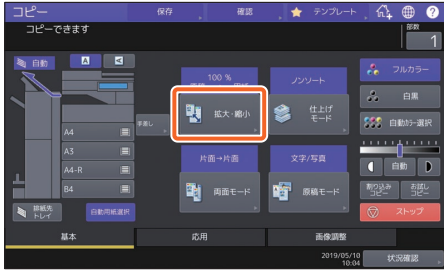 コピー
保存
確認
テンプレート
コピーできます
部数
1
自動
A
100 %
ノンソート
フルカラー
拡大・縮小
仕上げ
モード
白黒
手差し
自動カラー選択
A4
A3
A4-R
B4
片面→片面
文字/写真
自動
両面モード
原稿モード
割り込み
コピー
お試し
コピー
排紙先
トレイ
自動用紙選択
ストップ
基本
応用
画像調整
2019/05/10
10:04
状況確認